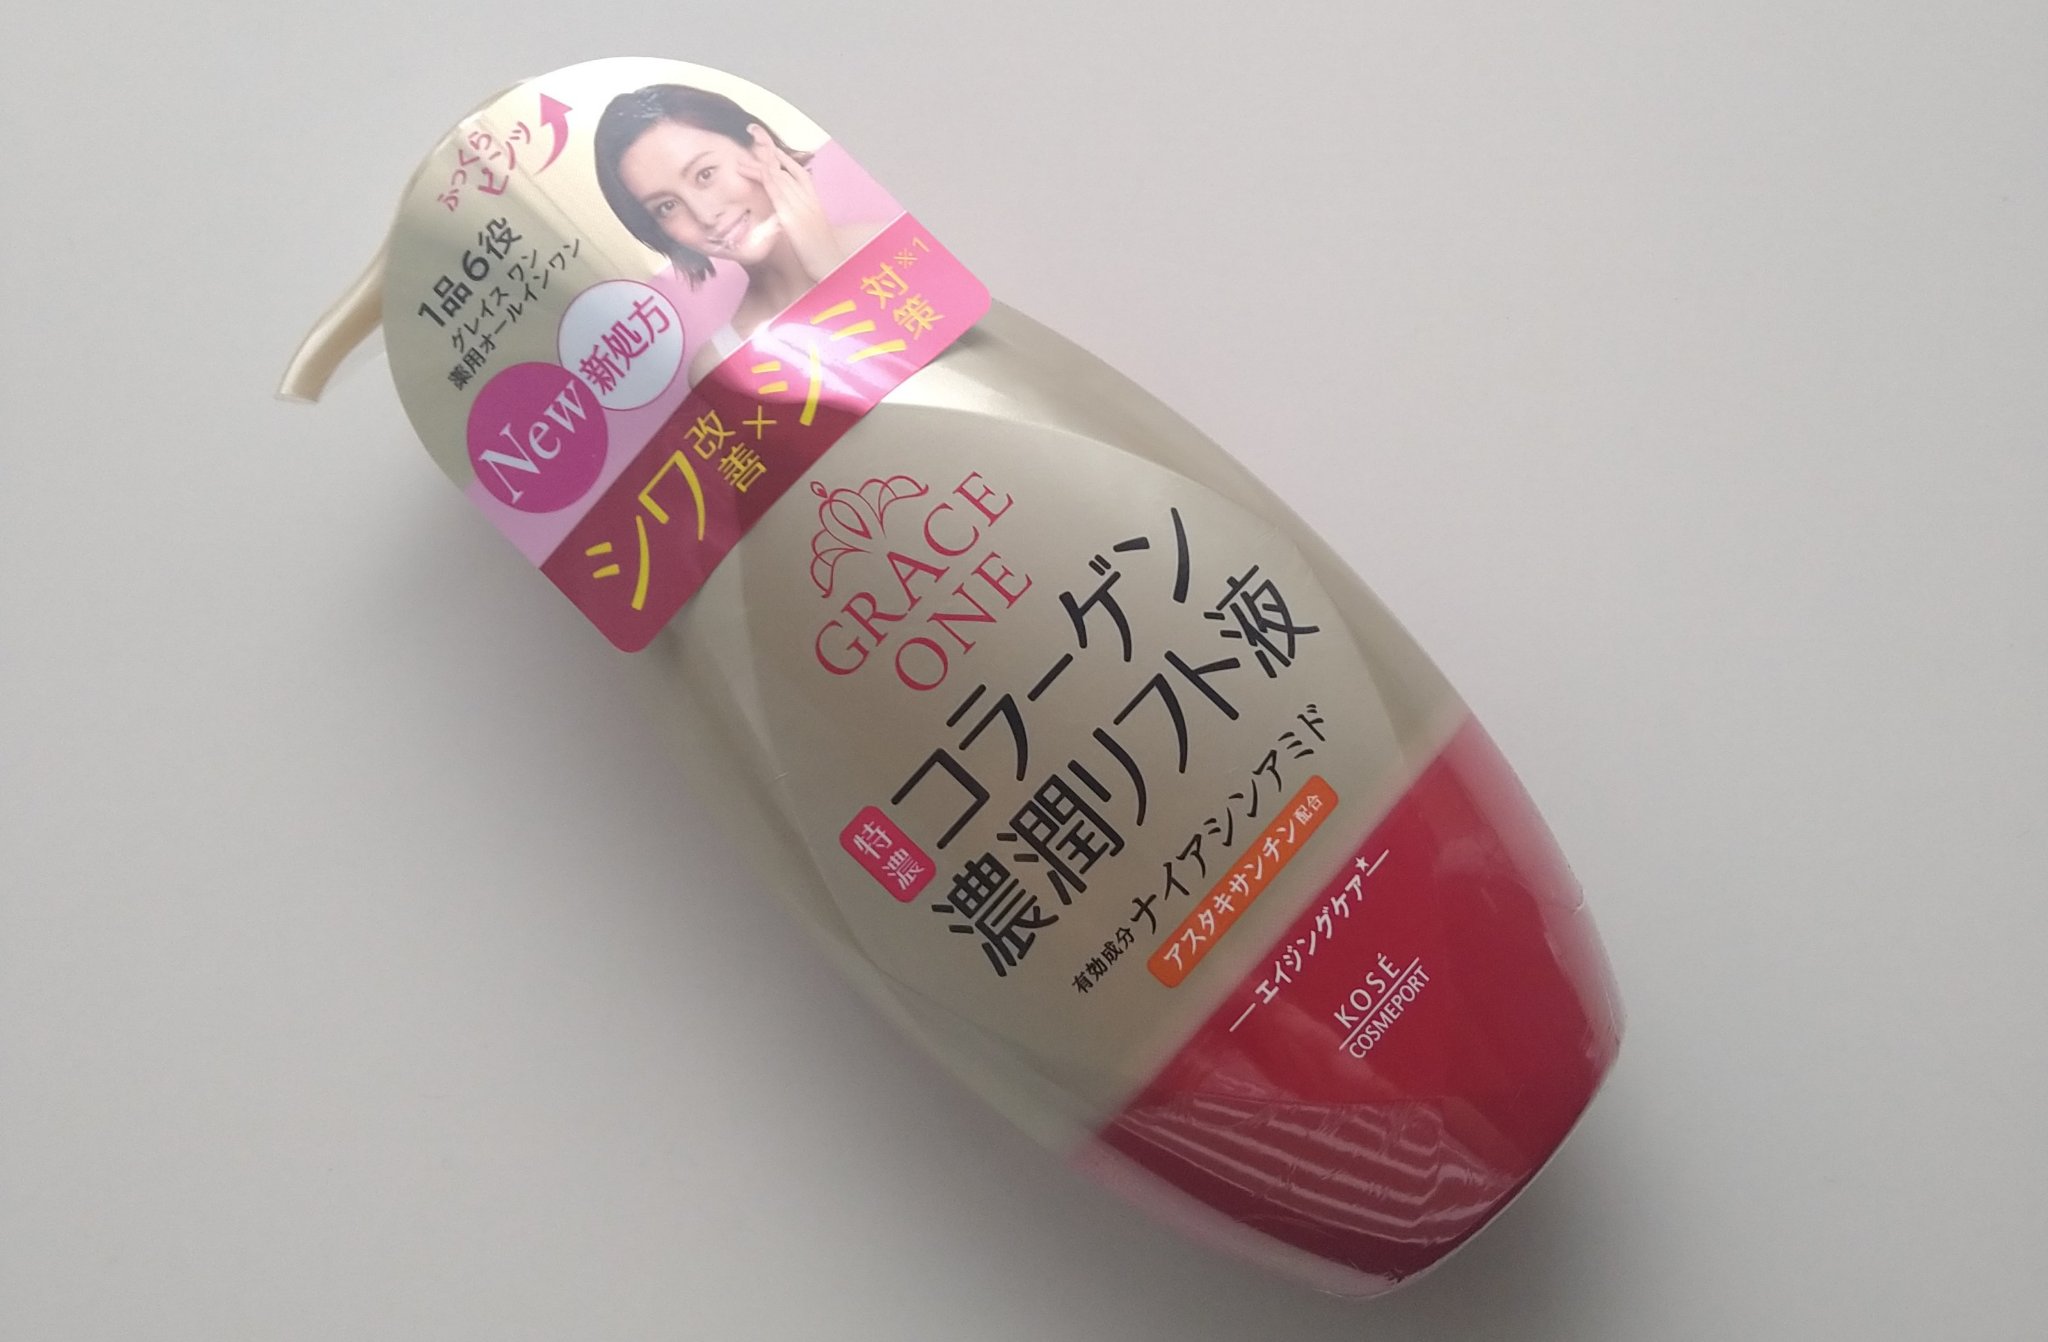 ふっくら
ピーンッ
1品6役
グレイス ワン
薬用オールインワン
New
新処方
シワ改善×シミ対策※1
GRACE
ONE
特濃
コラーゲン
濃潤リフト液
有効成分ナイアシンアミド
アスタキサンチン配合
エイジングケア★
KOSÉ
COSMEPORT